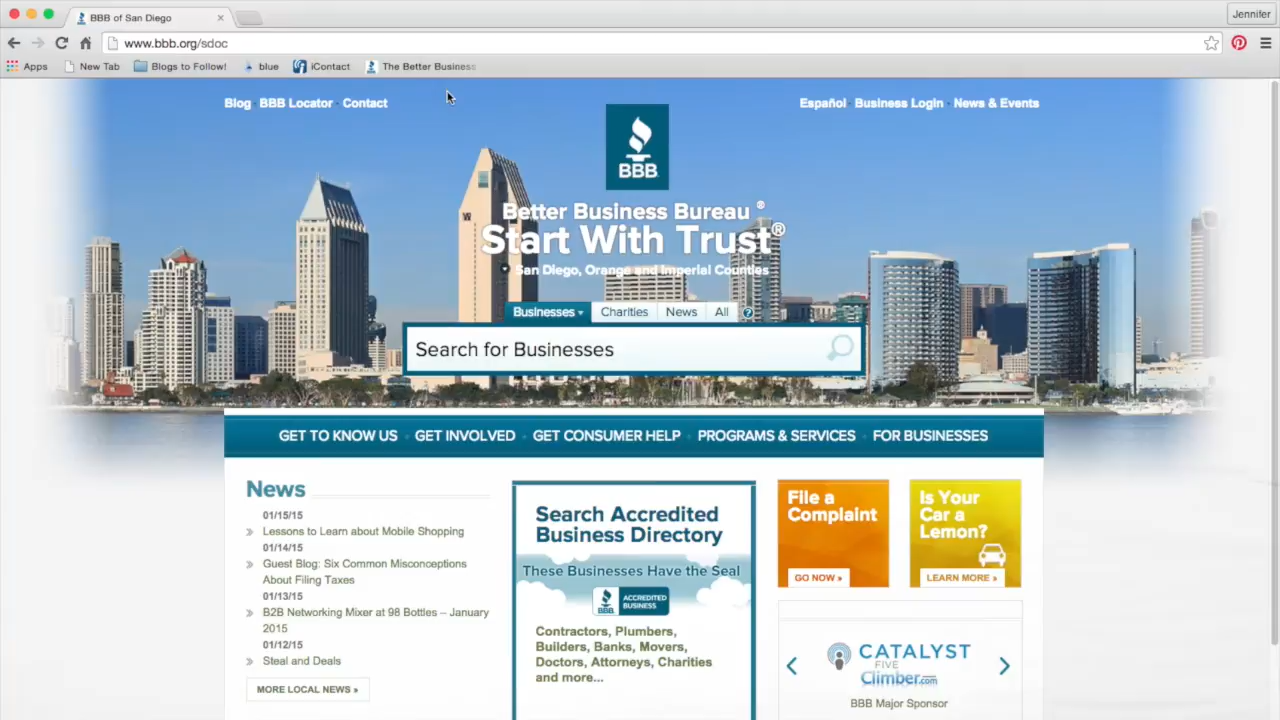 BBB of San Diego
Jennifer
www.bbb.org/sdoc
Apps New Tab Blogs to Follow! blue iContact The Better Business
Blog · BBB Locator · Contact
Español · Business Login · News & Events
BBB
Better Business Bureau ®
Start With Trust®
San Diego, Orange and Imperial Counties
Businesses Charities News All ?
Search for Businesses
GET TO KNOW US GET INVOLVED GET CONSUMER HELP PROGRAMS & SERVICES FOR BUSINESSES
News
01/15/15
Lessons to Learn about Mobile Shopping
01/14/15
Guest Blog: Six Common Misconceptions
About Filing Taxes
01/13/15
B2B Networking Mixer at 98 Bottles – January
2015
01/12/15
Steal and Deals
MORE LOCAL NEWS »
Search Accredited
Business Directory
These Businesses Have the Seal
BBB ACCREDITED
BUSINESS
Contractors, Plumbers,
Builders, Banks, Movers,
Doctors, Attorneys, Charities
and more...
File a
Complaint
GO NOW »
Is Your
Car a
Lemon?
LEARN MORE »
CATALYST
FIVE
Climber.com
BBB Major Sponsor